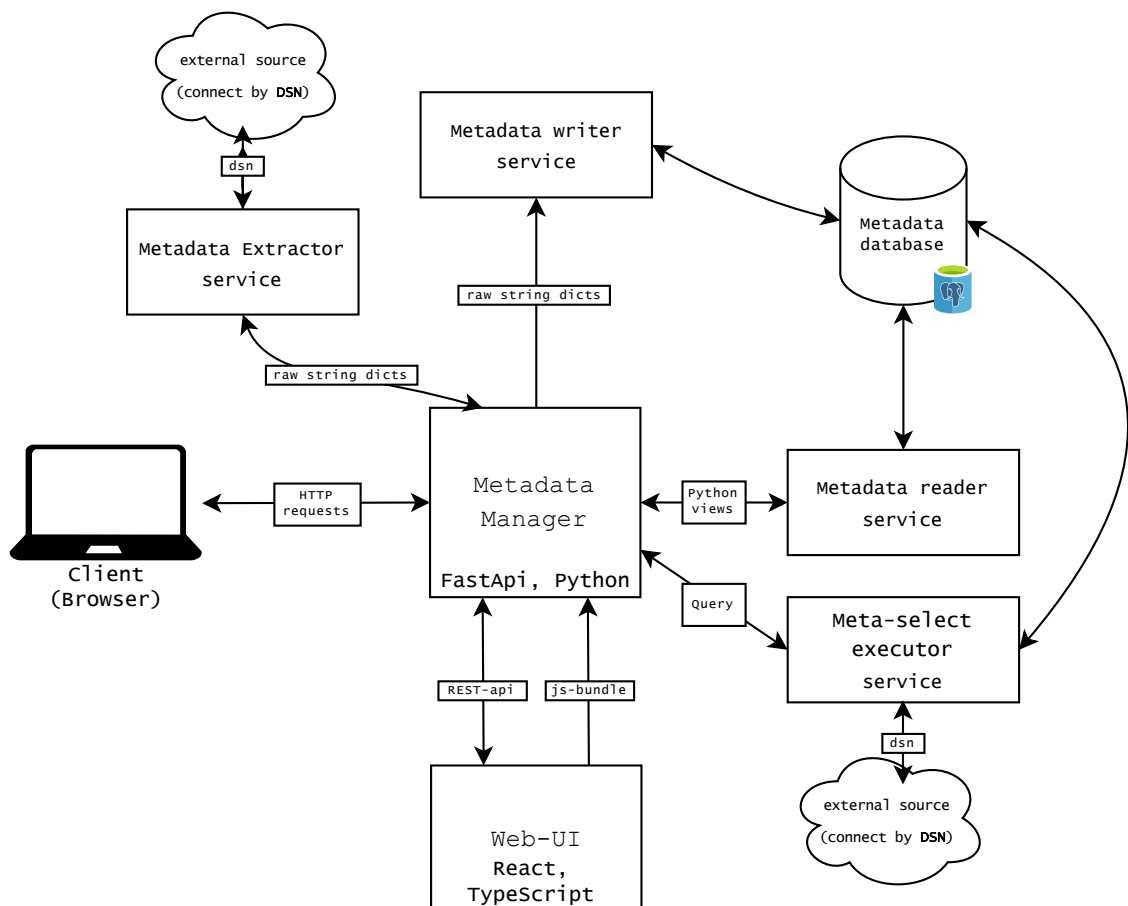 external source
(connect by DSN)
dsn
Metadata Extractor
service
Metadata writer
service
Metadata
database
raw string dicts
raw string dicts
HTTP
requests
Client
(Browser)
Metadata
Manager
FastApi, Python
Python
views
Metadata reader
service
Query
Meta-select
executor
service
REST-api
js-bundle
dsn
external source
(connect by DSN)
Web-UI
React,
TypeScript